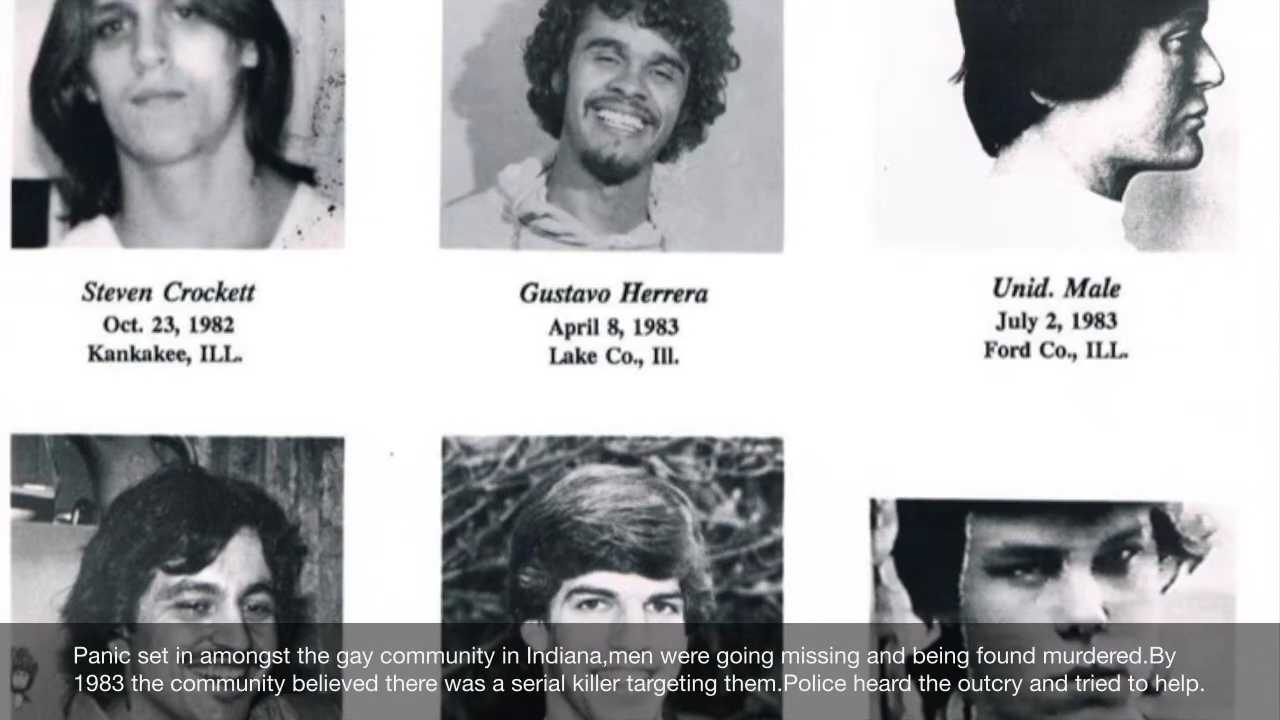 Steven Crockett
Oct. 23, 1982
Kankakee, ILL.
Gustavo Herrera
April 8, 1983
Lake Co., Ill.
Unid. Male
July 2, 1983
Ford Co., ILL.
Panic set in amongst the gay community in Indiana,men were going missing and being found murdered.By
1983 the community believed there was a serial killer targeting them.Police heard the outcry and tried to help.